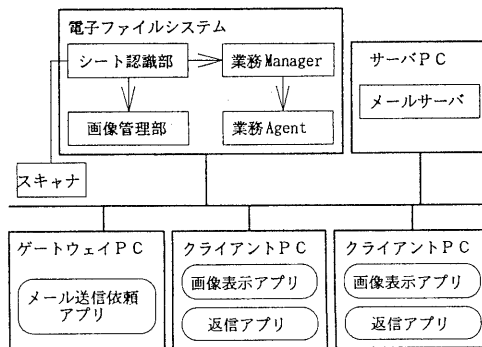 電子ファイルシステム
シート認識部
業務Manager
画像管理部
業務Agent
サーバPC
メールサーバ
スキャナ
ゲートウェイPC
メール送信依頼
アプリ
クライアントPC
画像表示アプリ
返信アプリ
クライアントPC
画像表示アプリ
返信アプリ